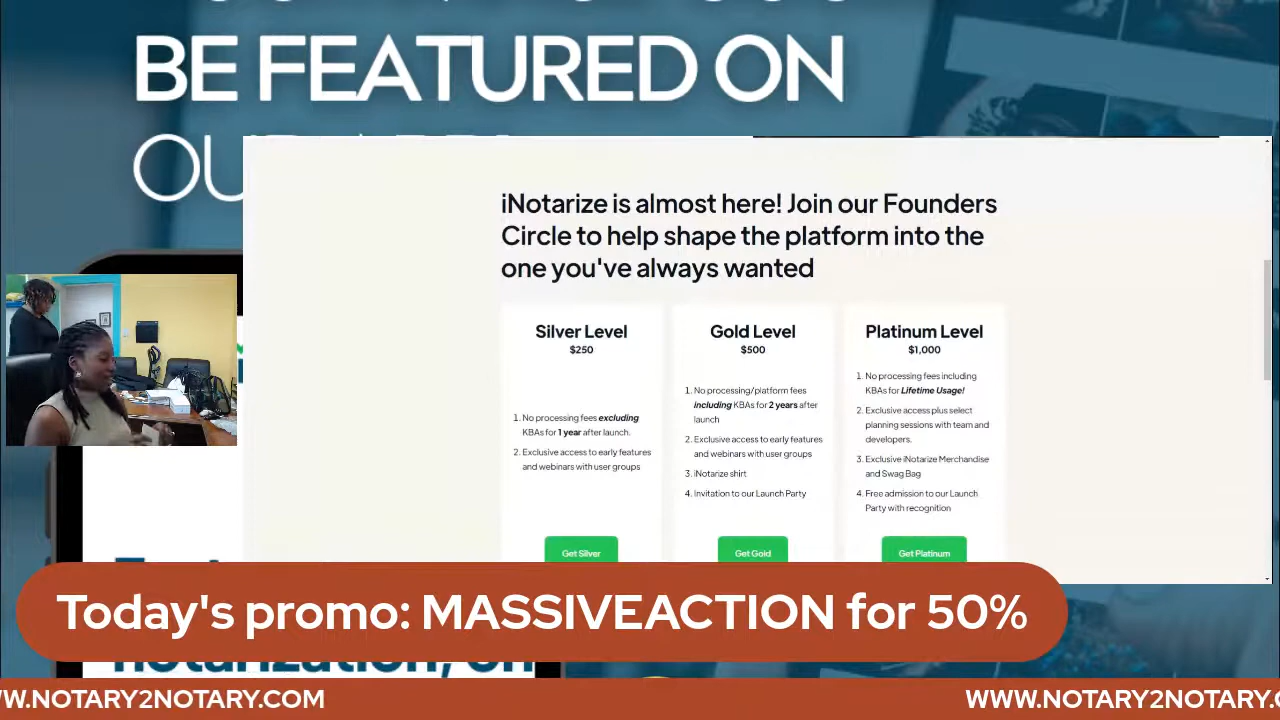 BE FEATURED ON
iNotarize is almost here! Join our Founders
Circle to help shape the platform into the
one you've always wanted
Silver Level
$250
1. No processing fees excluding
KBAs for 1 year after launch.
2. Exclusive access to early features
and webinars with user groups
Get Silver
Gold Level
$500
1. No processing/platform fees
including KBAs for 2 years after
launch
2. Exclusive access to early features
and webinars with user groups
3. iNotarize shirt
4. Invitation to our Launch Party
Get Gold
Platinum Level
$1,000
1. No processing fees including
KBAs for Lifetime Usage!
2. Exclusive access plus select
planning sessions with team and
developers.
3. Exclusive iNotarize Merchandise
and Swag Bag
4. Free admission to our Launch
Party with recognition
Get Platinum
Today's promo: MASSIVEACTION for 50%
notarization, on
W.NOTARY2NOTARY.COM
WWW.NOTARY2NOTARY.C